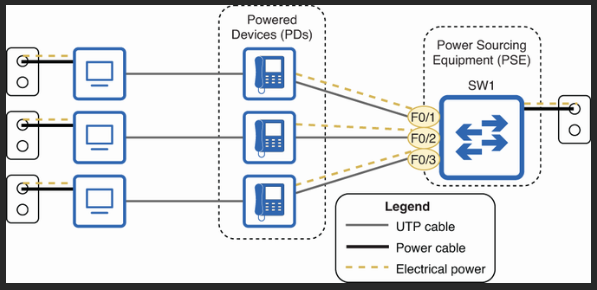 Powered
Devices (PDs)
Power Sourcing
Equipment (PSE)
SW1
F0/1
F0/2
F0/3
Legend
UTP cable
Power cable
Electrical power